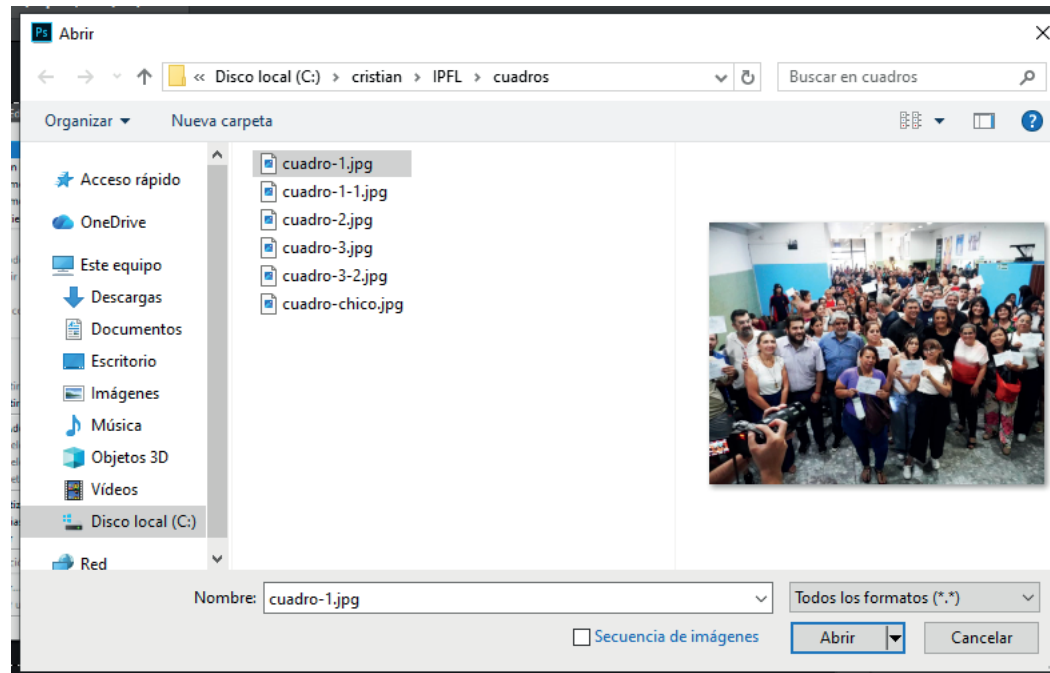 Ps Abrir
« Disco local (C:) › cristian › IPFL › cuadros
Buscar en cuadros
Organizar
Nueva carpeta
?
Acceso rápido
OneDrive
Este equipo
Descargas
Documentos
Escritorio
Imágenes
Música
Objetos 3D
Vídeos
Disco local (C:)
Red
cuadro-1.jpg
cuadro-1-1.jpg
cuadro-2.jpg
cuadro-3.jpg
cuadro-3-2.jpg
cuadro-chico.jpg
Nombre: cuadro-1.jpg
Todos los formatos (*.*)
Secuencia de imágenes
Abrir
Cancelar